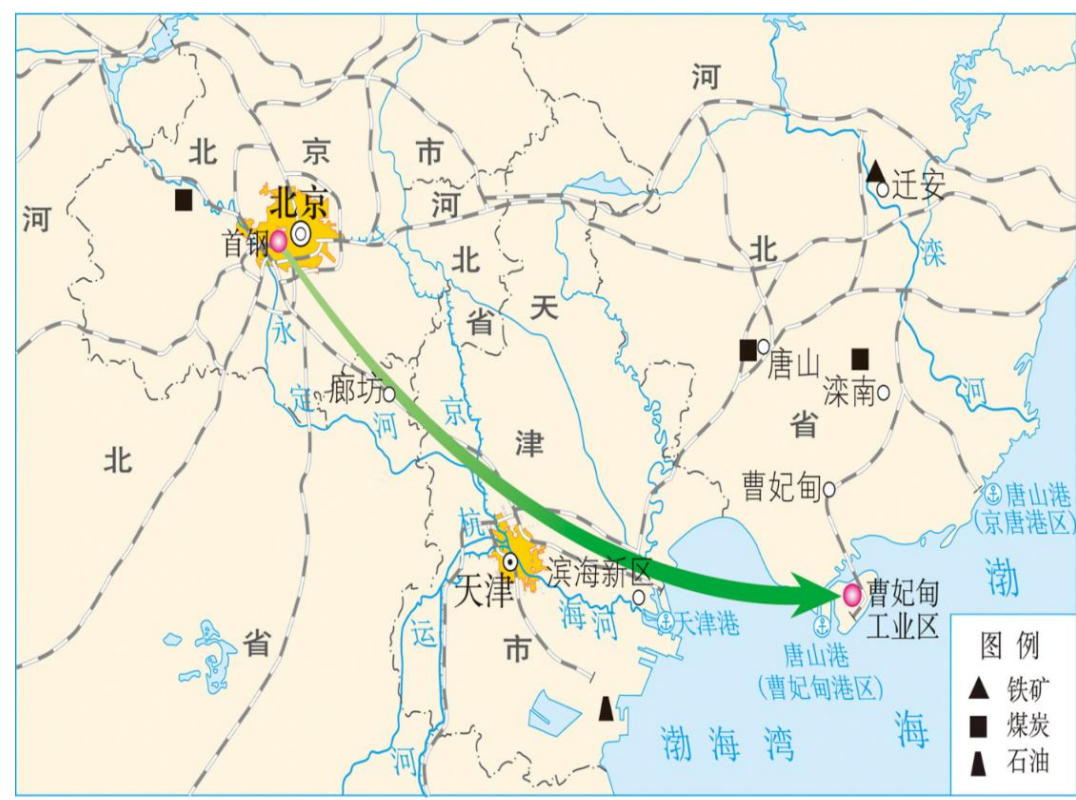 河
北 京 市
迁安
北京
河
河
首钢
滦
北
北
省
天
永
唐山
廊坊
定
滦南
河
京
河
省
津
北
曹妃甸
唐山港
(京唐港区)
杭
渤
滨海新区
天津
曹妃甸
工业区
海河
天津港
运
市
省
唐山港
(曹妃甸港区)
图 例
铁矿
煤炭
石油
渤 海 湾
海
河